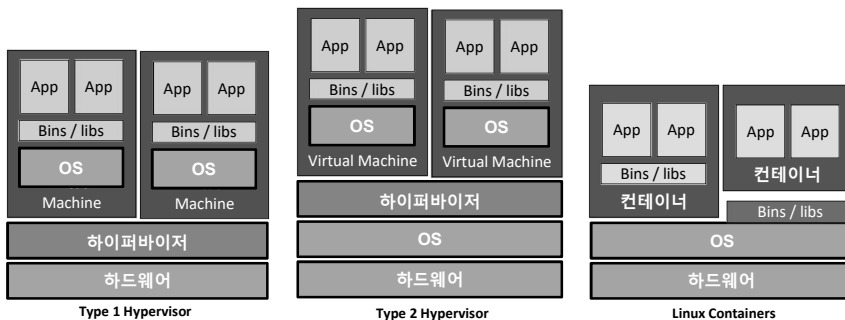 App App
Bins / libs
OS
Machine
App App
Bins / libs
OS
Machine
하이퍼바이저
하드웨어
Type 1 Hypervisor
App App
Bins / libs
OS
Virtual Machine
App App
Bins / libs
OS
Virtual Machine
하이퍼바이저
OS
하드웨어
Type 2 Hypervisor
App App
Bins / libs
컨테이너
App App
컨테이너
Bins / libs
OS
하드웨어
Linux Containers